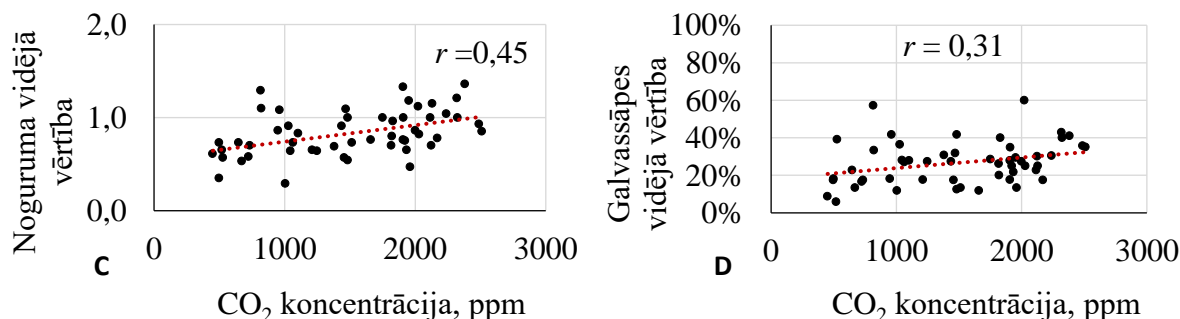 Noguruma vidējā
vērtība
2,0
1,0
0,0
r =0,45
0
1000
2000
3000
C
CO₂ koncentrācija, ppm
Galvassāpes
vidējā vērtība
100%
80%
60%
40%
20%
0%
r = 0,31
0
1000
2000
3000
D
CO₂ koncentrācija, ppm